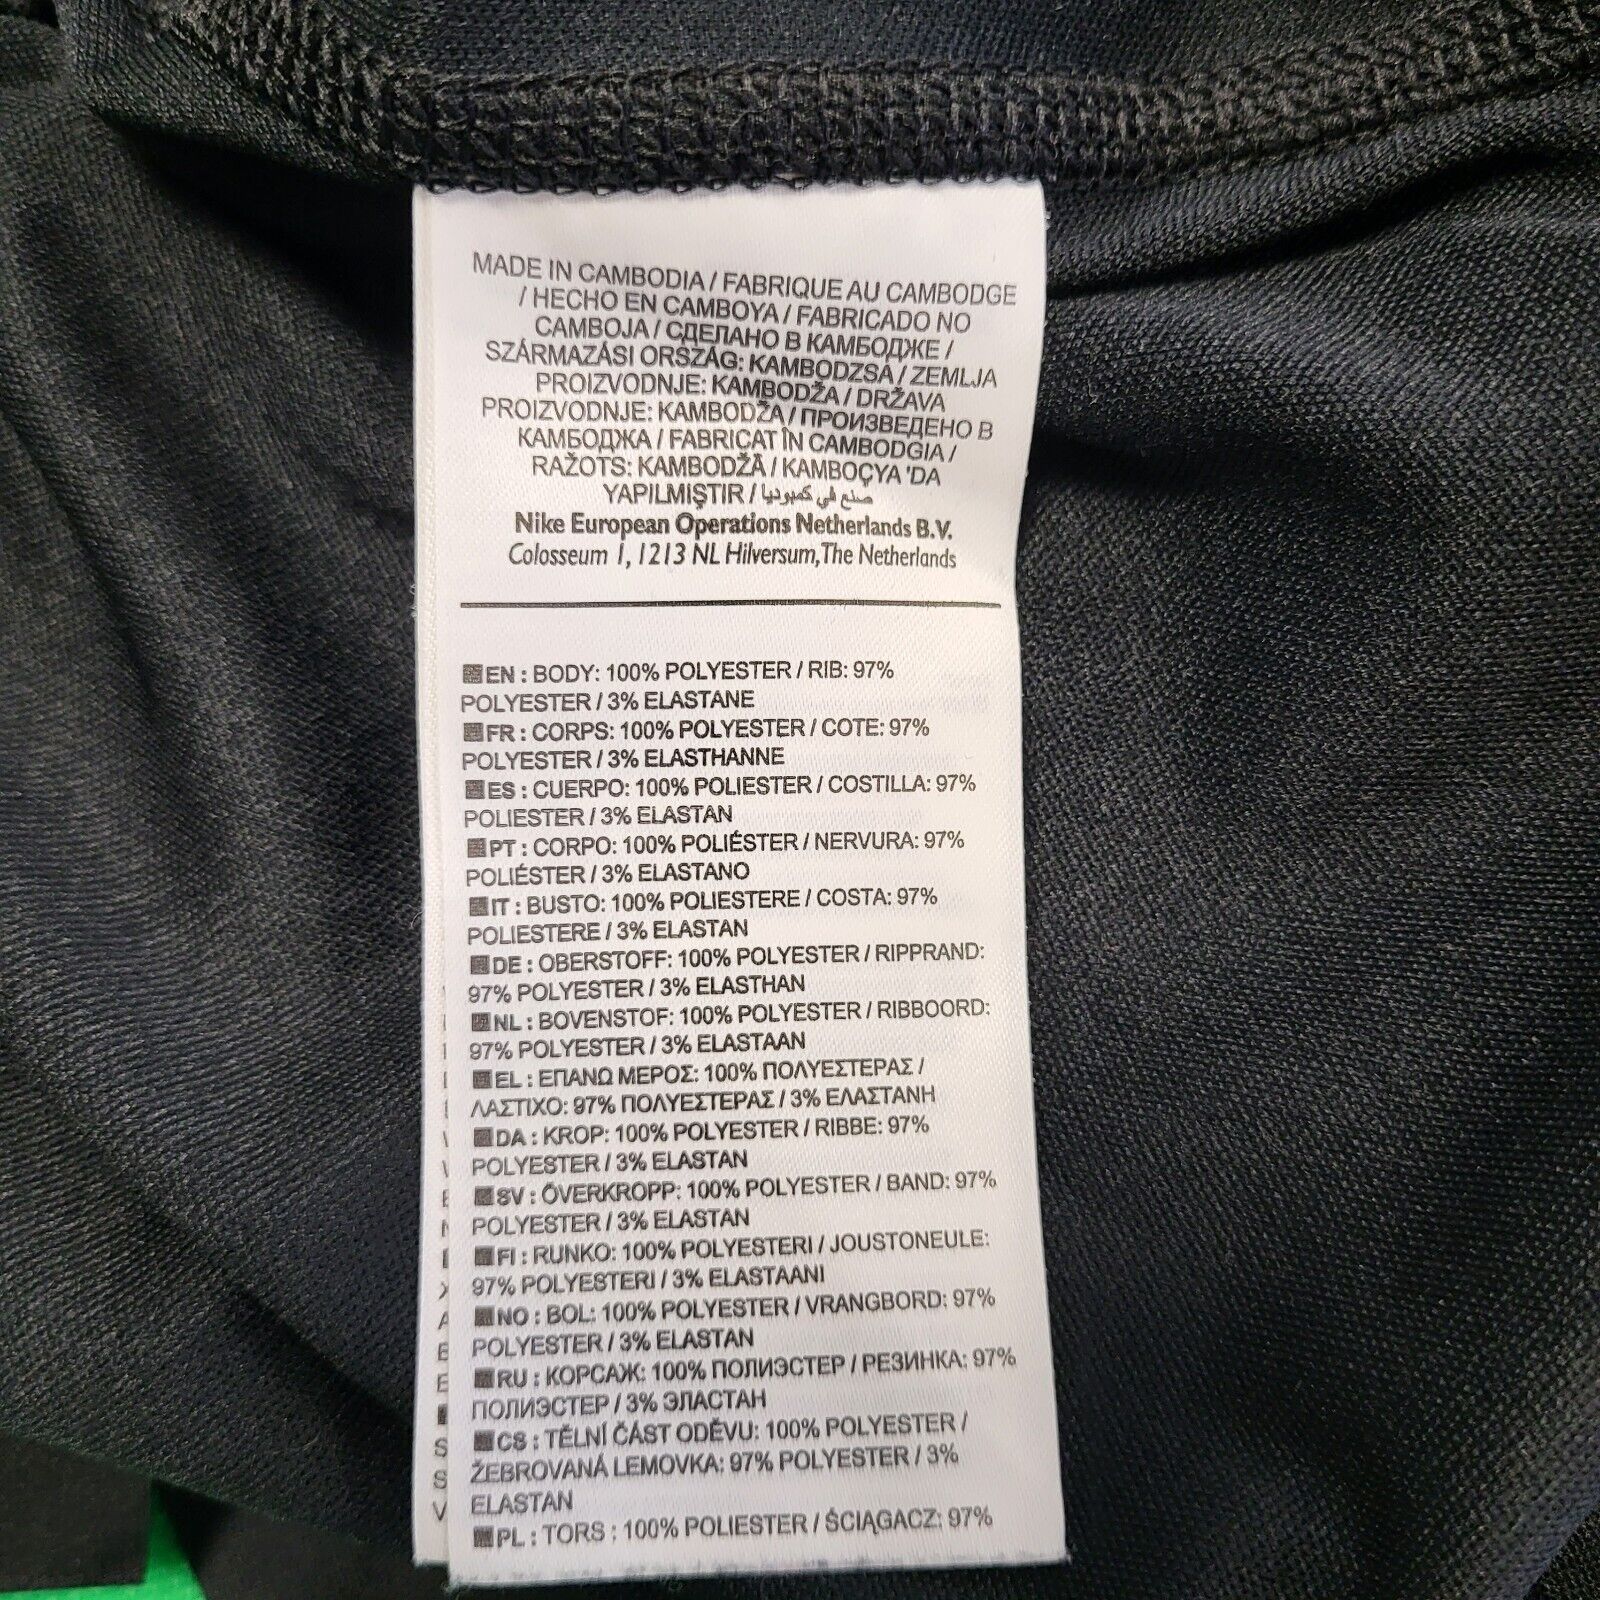 MADE IN CAMBODIA / FABRIQUE AU CAMBODGE
/ HECHO EN CAMBOYA / FABRICADO NO
CAMBOJA / СДЕЛАНО В КАМБОДЖЕ /
SZÁRMAZÁSI ORSZÁG: KAMBODZSA / ZEMLJA
PROIZVODNJE: KAMBODŽA / DRŽAVA
PROIZVODNJE: KAMBODŽA / ПРОИЗВЕДЕНО В
КАМБОДЖА / FABRICAT ÎN CAMBODGIA /
RAŽOTS: KAMBODŽĀ / KAMBOÇYA 'DA
YAPILMIŞTIR / صنع في كمبوديا
Nike European Operations Netherlands B.V.
Colosseum 1, 1213 NL Hilversum, The Netherlands
EN : BODY: 100% POLYESTER / RIB: 97%
POLYESTER / 3% ELASTANE
FR : CORPS: 100% POLYESTER / COTE: 97%
POLYESTER / 3% ELASTHANNE
ES : CUERPO: 100% POLIESTER / COSTILLA: 97%
POLIESTER / 3% ELASTAN
PT : CORPO: 100% POLIÉSTER / NERVURA: 97%
POLIÉSTER / 3% ELASTANO
IT : BUSTO: 100% POLIESTERE / COSTA: 97%
POLIESTERE / 3% ELASTAN
DE : OBERSTOFF: 100% POLYESTER / RIPPRAND:
97% POLYESTER / 3% ELASTHAN
NL : BOVENSTOF: 100% POLYESTER / RIBBOORD:
97% POLYESTER / 3% ELASTAAN
EL : ΕΠΑΝΩ ΜΕΡΟΣ: 100% ΠΟΛΥΕΣΤΕΡΑΣ /
ΛΑΣΤΙΧΟ: 97% ΠΟΛΥΕΣΤΕΡΑΣ / 3% ΕΛΑΣΤΑΝΗ
DA : KROP: 100% POLYESTER / RIBBE: 97%
POLYESTER / 3% ELASTAN
SV : ÖVERKROPP: 100% POLYESTER / BAND: 97%
POLYESTER / 3% ELASTAN
FI : RUNKO: 100% POLYESTERI / JOUSTONEULE:
97% POLYESTERI / 3% ELASTAANI
NO : BOL: 100% POLYESTER / VRANGBORD: 97%
POLYESTER / 3% ELASTAN
RU : КОРСАЖ: 100% ПОЛИЭСТЕР / РЕЗИНКА: 97%
ПОЛИЭСТЕР / 3% ЭЛАСТАН
CS : TĚLNÍ ČÁST ODĚVU: 100% POLYESTER /
ŽEBROVANÁ LEMOVKA: 97% POLYESTER / 3%
ELASTAN
PL : TORS : 100% POLIESTER / ŚCIĄGACZ: 97%